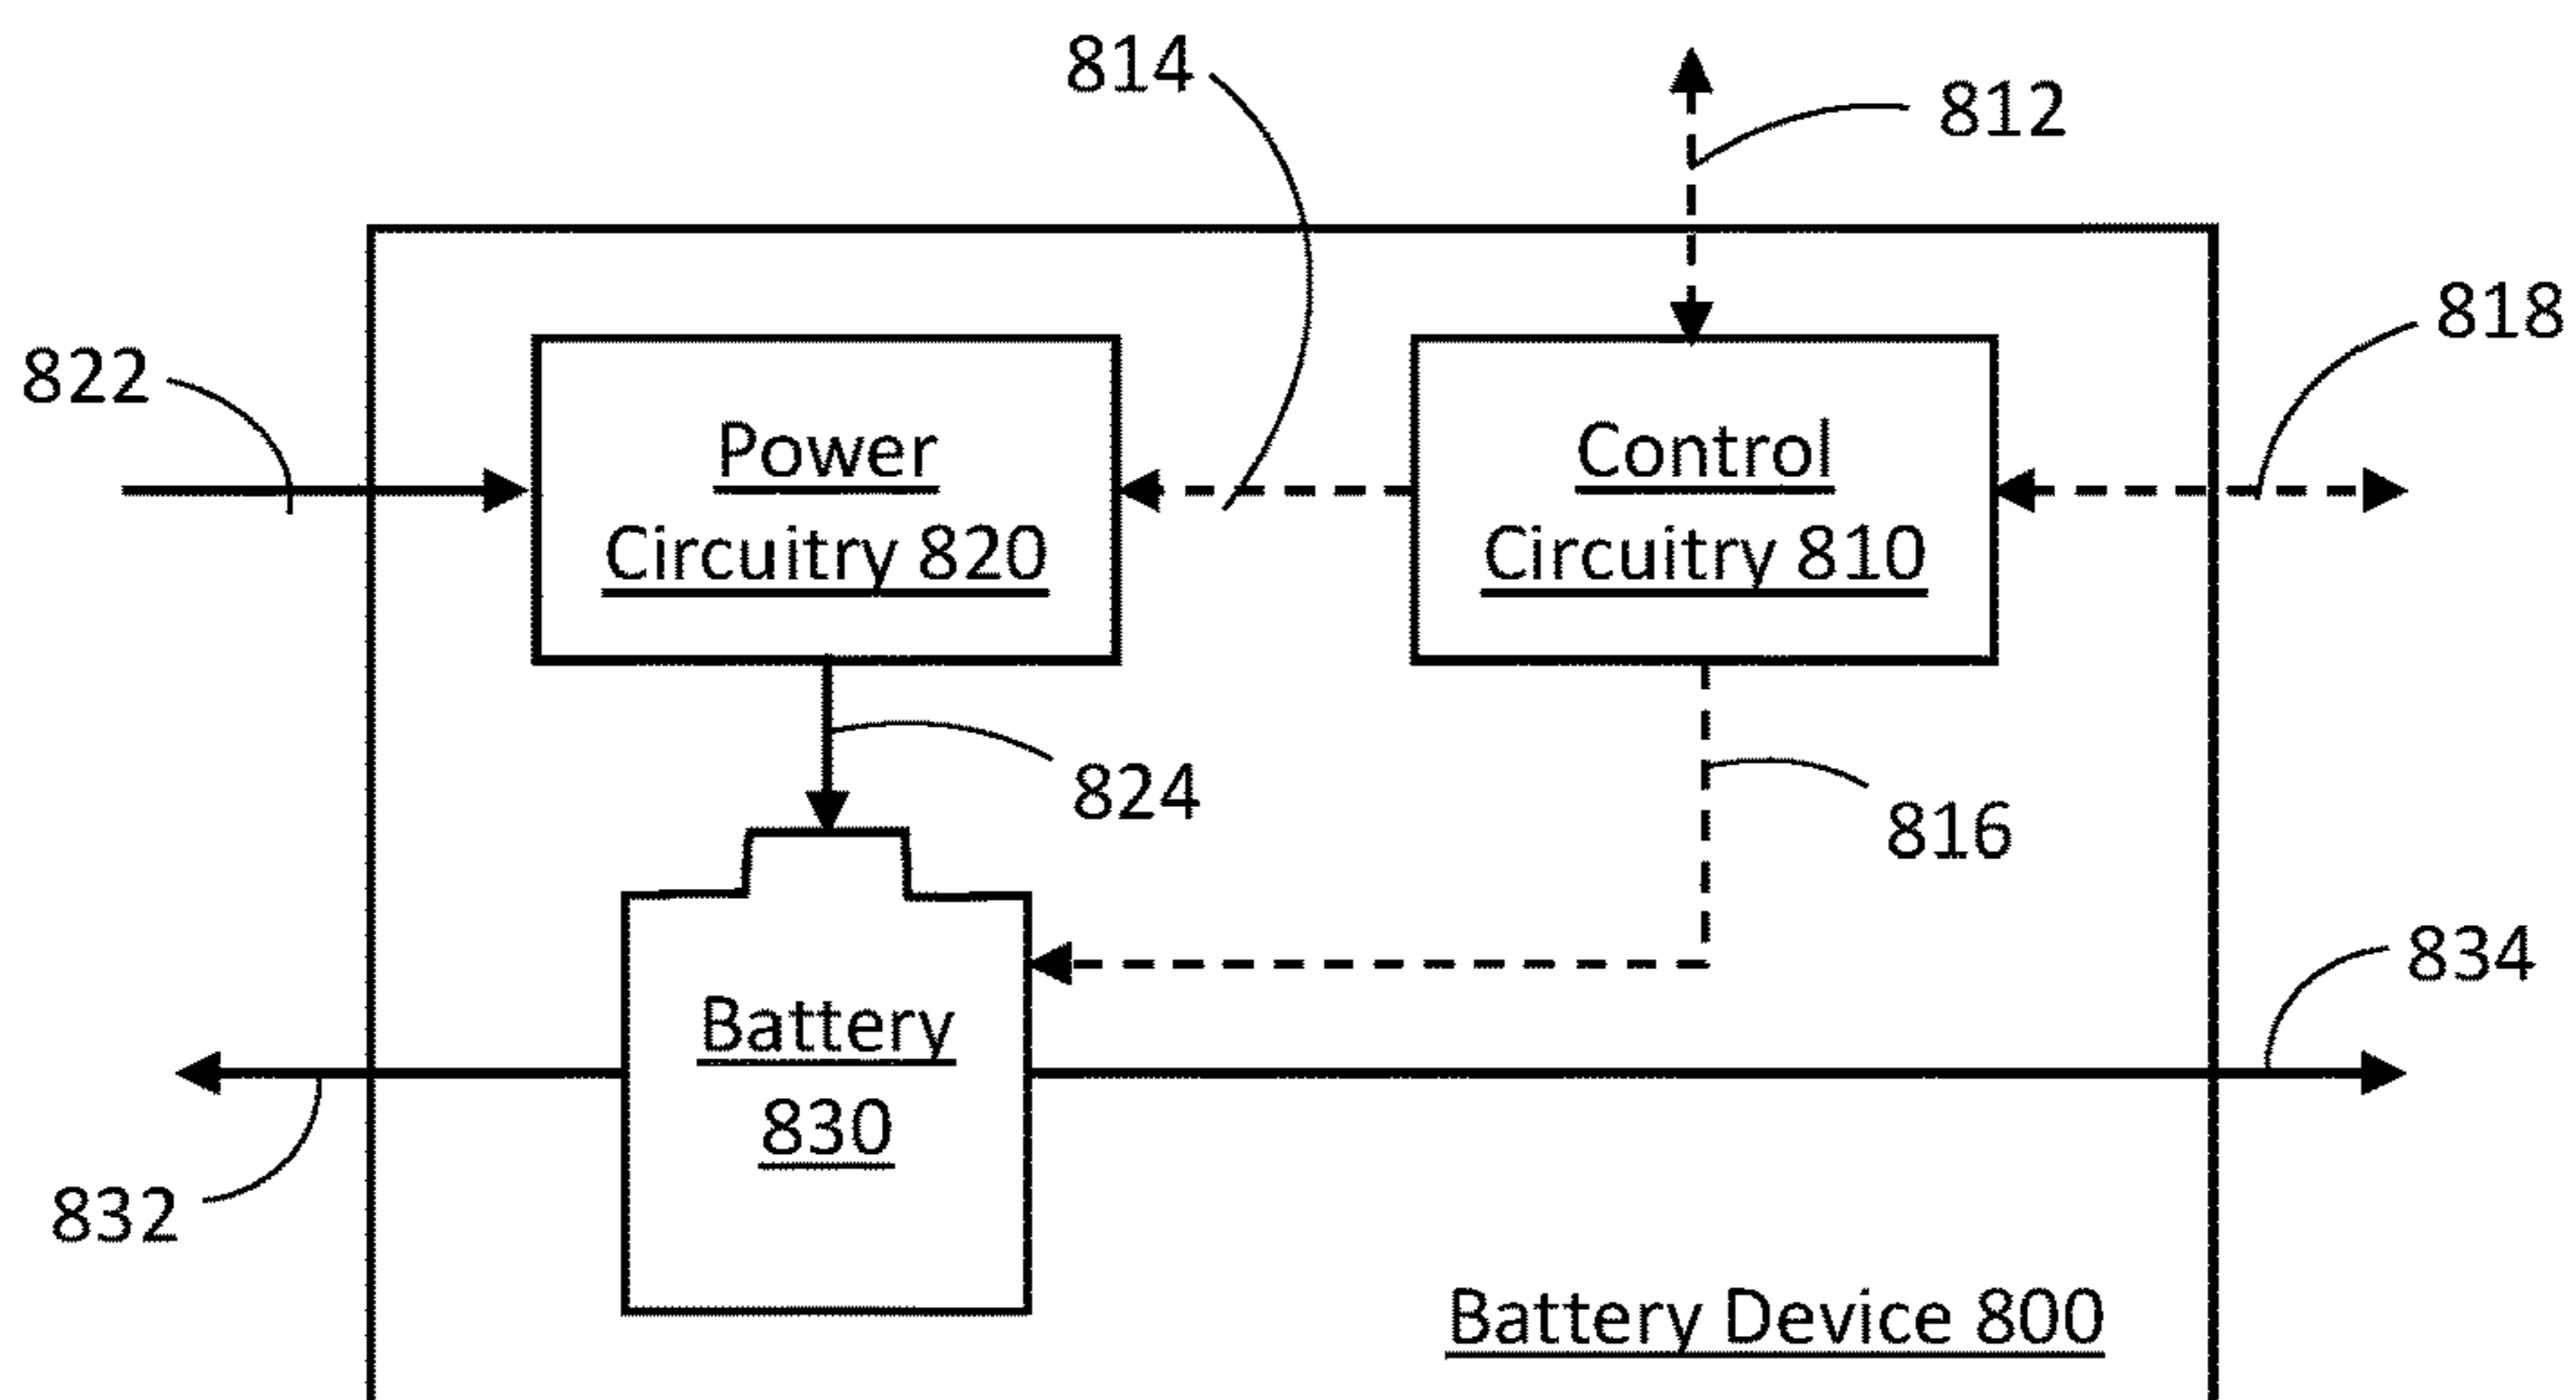 814
812
818
822
Power
Circuitry 820
Control
Circuitry 810
824
816
834
Battery
830
832
Battery Device 800